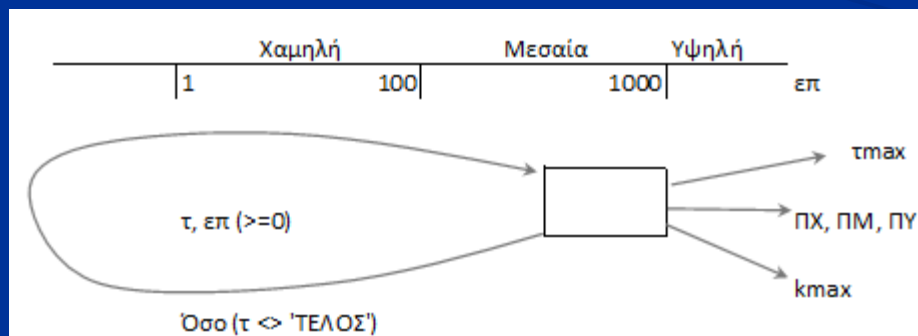 Χαμηλή Μεσαία Υψηλή
1 100 1000 επ
τmax
τ, επ (>=0) ΠΧ, ΠΜ, ΠΥ
kmax
Όσο (τ <> 'ΤΕΛΟΣ')